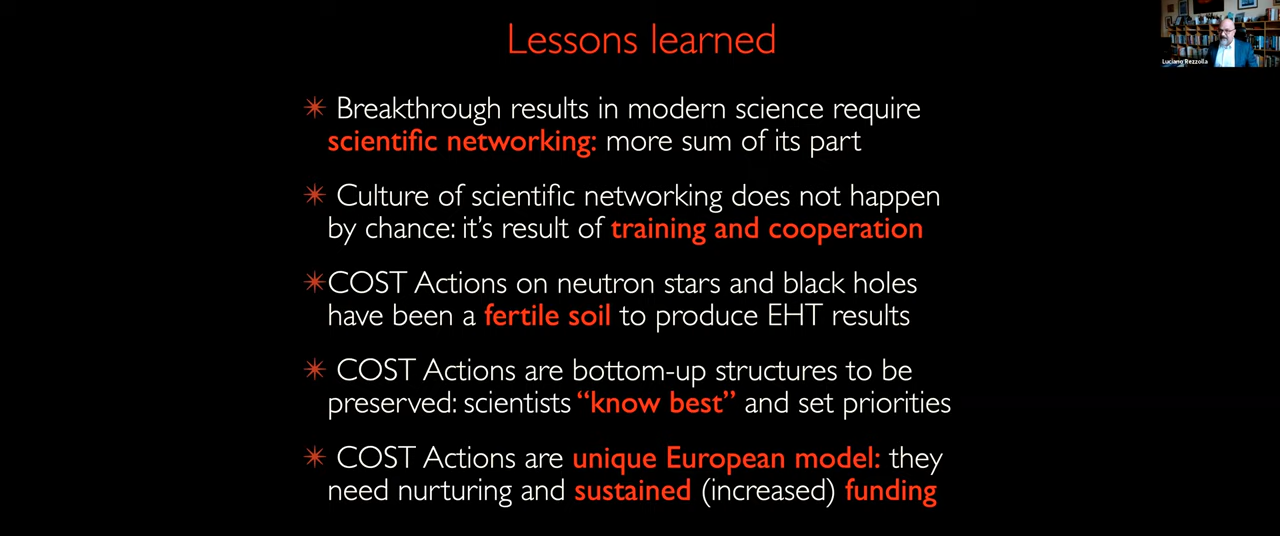 Lessons learned
Luciano Rezzolla
Breakthrough results in modern science require
scientific networking: more sum of its part
Culture of scientific networking does not happen
by chance: it's result of training and cooperation
COST Actions on neutron stars and black holes
have been a fertile soil to produce EHT results
COST Actions are bottom-up structures to be
preserved: scientists “know best” and set priorities
COST Actions are unique European model: they
need nurturing and sustained (increased) funding